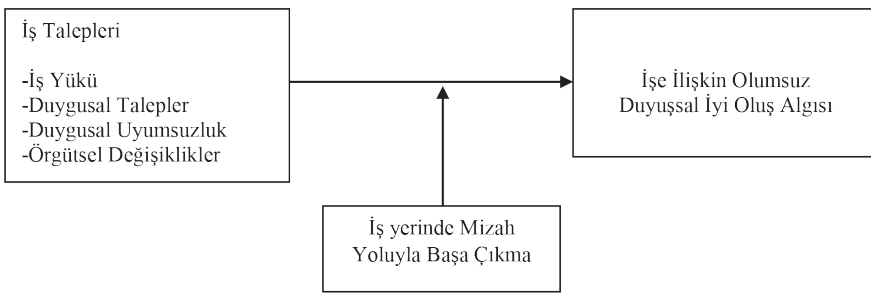 İş Talepleri
-İş Yükü
-Duygusal Talepler
-Duygusal Uyumsuzluk
-Örgütsel Değişiklikler
İşe İlişkin Olumsuz
Duyuşsal İyi Oluş Algısı
İş yerinde Mizah
Yoluyla Başa Çıkma